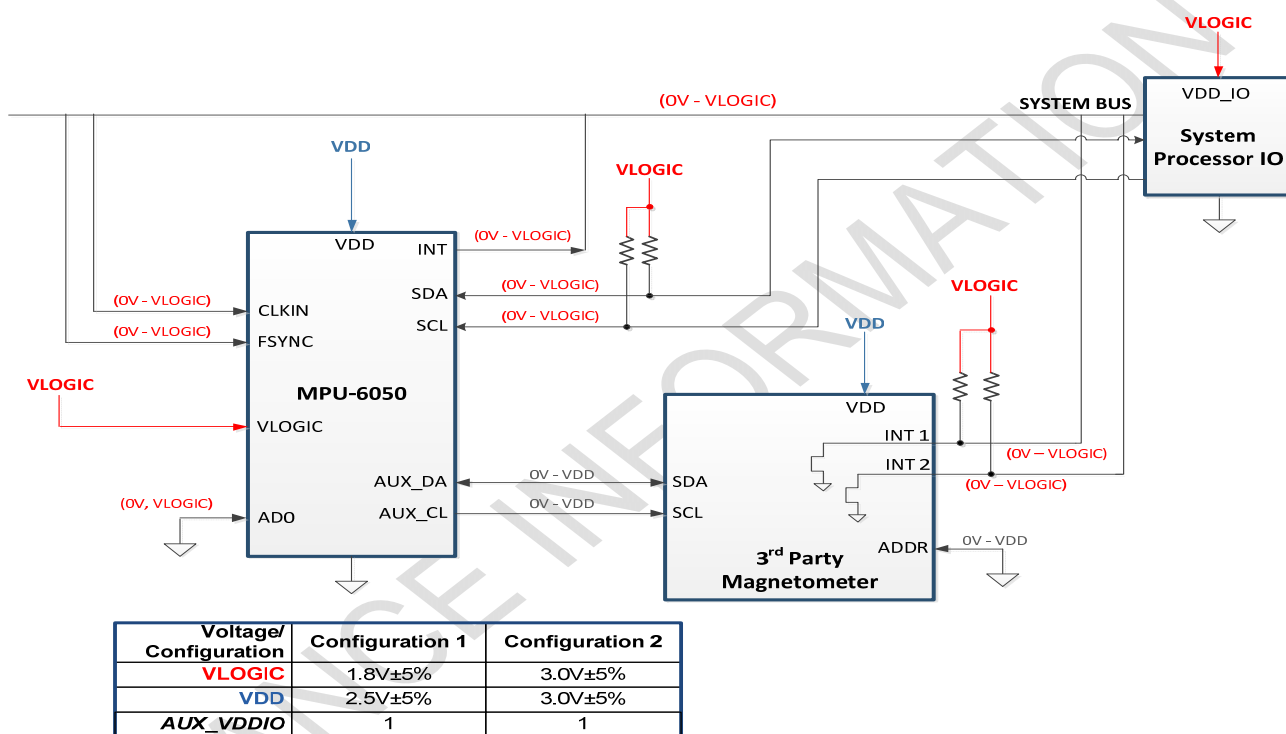 VLOGIC
VDD_IO
(0V - VLOGIC)
SYSTEM BUS
System
Processor IO
VDD
VLOGIC
VDD
INT
(0V - VLOGIC)
SDA
(0V - VLOGIC)
SCL
(0V - VLOGIC)
(0V - VLOGIC)
CLKIN
(0V - VLOGIC)
FSYNC
MPU-6050
VLOGIC
VLOGIC
(0V, VLOGIC)
AD0
AUX_DA
0V - VDD
AUX_CL
0V - VDD
VLOGIC
VDD
VDD
INT 1
(0V – VLOGIC)
INT 2
(0V – VLOGIC)
SDA
SCL
ADDR
0V - VDD
3rd Party
Magnetometer
Voltage/
Configuration
Configuration 1
Configuration 2
VLOGIC
1.8V±5%
3.0V±5%
VDD
2.5V±5%
3.0V±5%
AUX_VDDIO
1
1
ANCE INFORMATION